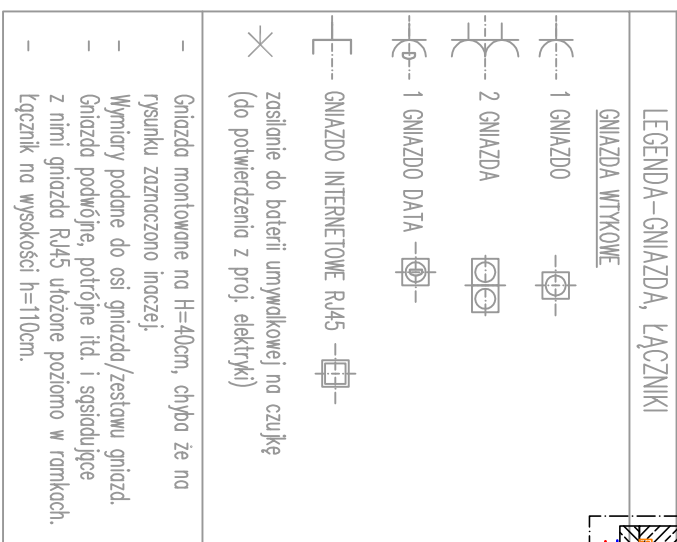 LEGENDA-GNIAZDA, ŁĄCZNIKI
GNIAZDA WTYKOWE
1 GNIAZDO
2 GNIAZDA
1 GNIAZDO DATA
GNIAZDO INTERNETOWE RJ45
zasilanie do baterii umywalkowej na czujkę
(do potwierdzenia z proj. elektryki)
- Gniazda montowane na H=40cm, chyba że na
rysunku zaznaczono inaczej.
- Wymiary podane do osi gniazda/zestawu gniazd.
- Gniazda podwójne, potrójne itd. i sąsiadujące
z nimi gniazda RJ45 ułożone poziomo w ramkach.
- Łącznik na wysokości h=110cm.